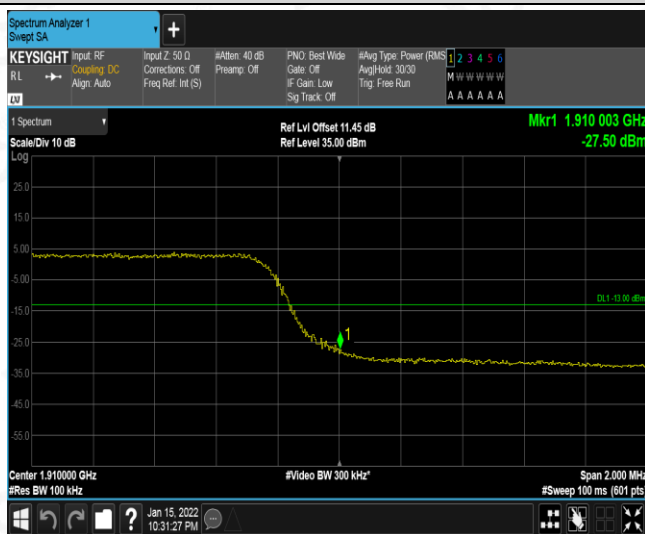 Spectrum Analyzer 1
Swept SA
+
KEYSIGHT
RL
LXI
Input: RF
Coupling: DC
Align: Auto
Input Z: 50 Ω
Corrections: Off
Freq Ref: Int (S)
#Atten: 40 dB
Preamp: Off
PNO: Best Wide
Gate: Off
IF Gain: Low
Sig Track: Off
#Avg Type: Power (RMS
Avg|Hold: 30/30
Trig: Free Run
1 2 3 4 5 6
M W W W W W
A A A A A A
1 Spectrum
Scale/Div 10 dB
Log
Ref Lvl Offset 11.45 dB
Ref Level 35.00 dBm
Mkr1 1.910 003 GHz
-27.50 dBm
25.0
15.0
5.00
-5.00
-15.0
-25.0
-35.0
-45.0
-55.0
DL1 -13.00 dBm
1
Center 1.910000 GHz
#Res BW 100 kHz
#Video BW 300 kHz*
Span 2.000 MHz
#Sweep 100 ms (601 pts)
?
Jan 15, 2022
10:31:27 PM